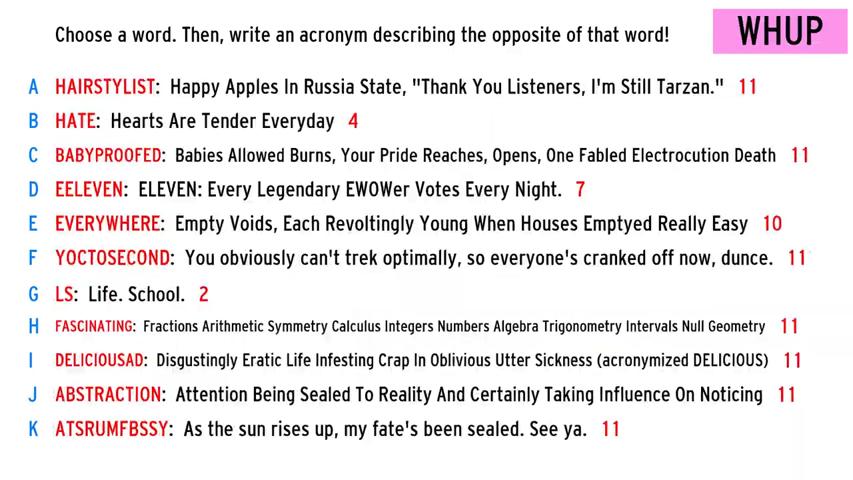 Choose a word. Then, write an acronym describing the opposite of that word!
WHUP
A HAIRSTYLIST: Happy Apples In Russia State, "Thank You Listeners, I'm Still Tarzan." 11
B HATE: Hearts Are Tender Everyday 4
C BABYPROOFED: Babies Allowed Burns, Your Pride Reaches, Opens, One Fabled Electrocution Death 11
D EELEVEN: ELEVEN: Every Legendary EWOWer Votes Every Night. 7
E EVERYWHERE: Empty Voids, Each Revoltingly Young When Houses Emptyed Really Easy 10
F YOCTOSECOND: You obviously can't trek optimally, so everyone's cranked off now, dunce. 11
G LS: Life. School. 2
H FASCINATING: Fractions Arithmetic Symmetry Calculus Integers Numbers Algebra Trigonometry Intervals Null Geometry 11
I DELICIOUSAD: Disgustingly Eratic Life Infesting Crap In Oblivious Utter Sickness (acronymized DELICIOUS) 11
J ABSTRACTION: Attention Being Sealed To Reality And Certainly Taking Influence On Noticing 11
K ATSRUMFBSSY: As the sun rises up, my fate's been sealed. See ya. 11